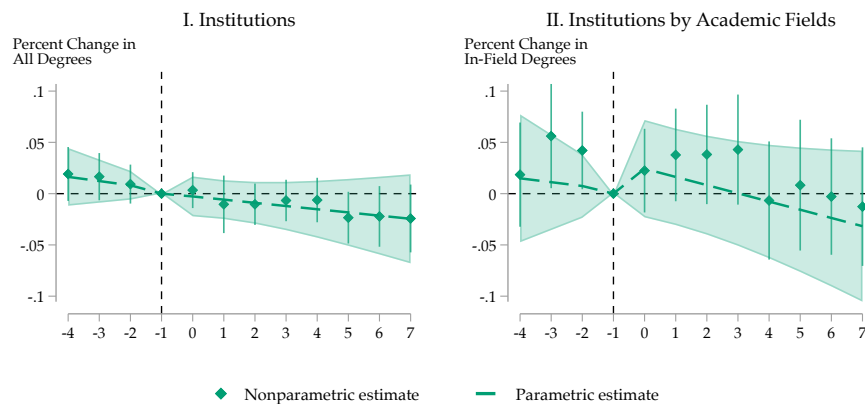 I. Institutions
Percent Change in
All Degrees
.1
.05
0
-.05
-.1
-4 -3 -2 -1 0 1 2 3 4 5 6 7
II. Institutions by Academic Fields
Percent Change in
In-Field Degrees
.1
.05
0
-.05
-.1
-4 -3 -2 -1 0 1 2 3 4 5 6 7
Nonparametric estimate Parametric estimate